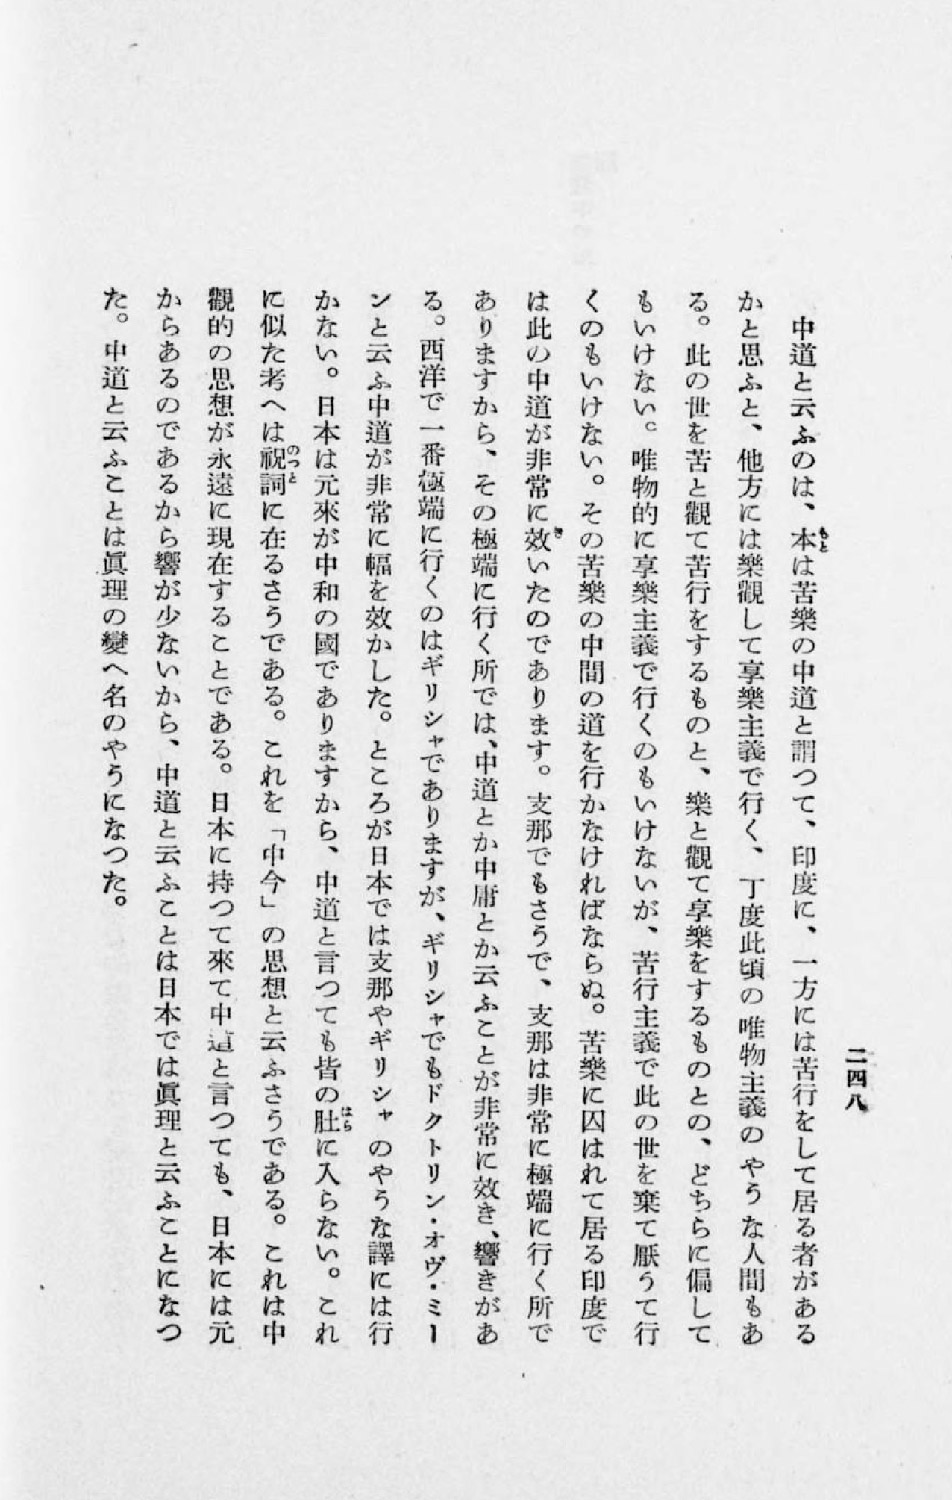 二四八
中道と云ふのは、本は苦樂の中道と謂つて、印度に、一方には苦行をして居る者がある
かと思ふと、他方には樂觀して享樂主義で行く、丁度此頃の唯物主義のやうな人間もあ
る。此の世を苦と觀て苦行をするものと、樂と觀て享樂をするものとの、どちらに偏して
もいけない。唯物的に享樂主義で行くのもいけないが、苦行主義で此の世を棄て厭うて行
くのもいけない。その苦樂の中間の道を行かなければならぬ。苦樂に囚はれて居る印度で
は此の中道が非常に效いたのであります。支那でもさうで、支那は非常に極端に行く所で
ありますから、その極端に行く所では、中道とか中庸とか云ふことが非常に效き、響きがあ
る。西洋で一番極端に行くのはギリシャでありますが、ギリシャでもドクトリン・オヴ・ミー
ンと云ふ中道が非常に幅を效かした。ところが日本では支那やギリシャのやうな譯には行
かない。日本は元來が中和の國でありますから、中道と言つても皆の肚に入らない。これ
に似た考へは祝詞に在るさうである。これを「中今」の思想と云ふさうである。これは中
觀的の思想が永遠に現在することである。日本に持つて來て中道と言つても、日本には元
からあるのであるから響が少ないから、中道と云ふことは日本では眞理と云ふことになつ
た。中道と云ふことは眞理の變へ名のやうになつた。
もと
き
はら
のつと